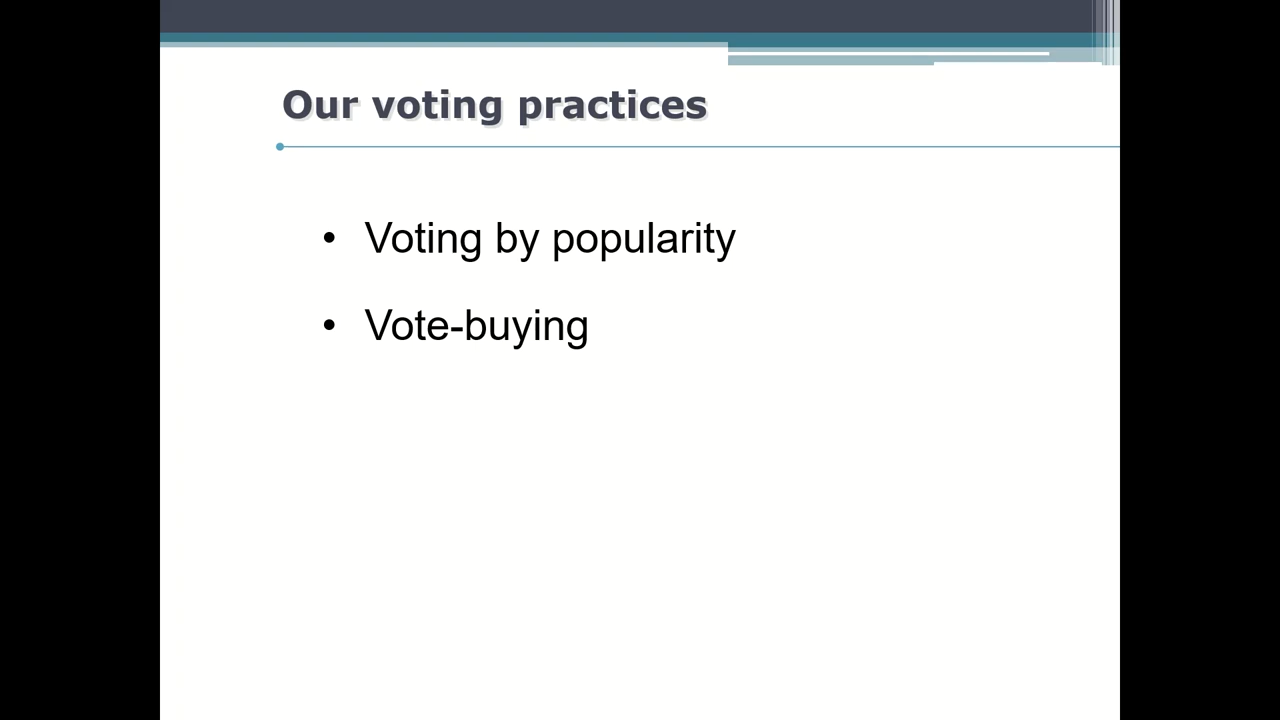 Our voting practices
• Voting by popularity
• Vote-buying